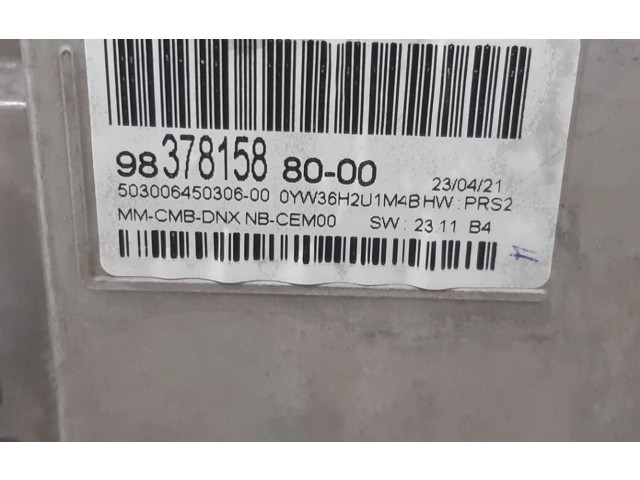 98 378158 80-00
23/04/21
503006450306-00 0YW36H2U1M4B HW : PRS2
MM-CMB-DNX NB-CEM00 SW : 23.11 B4